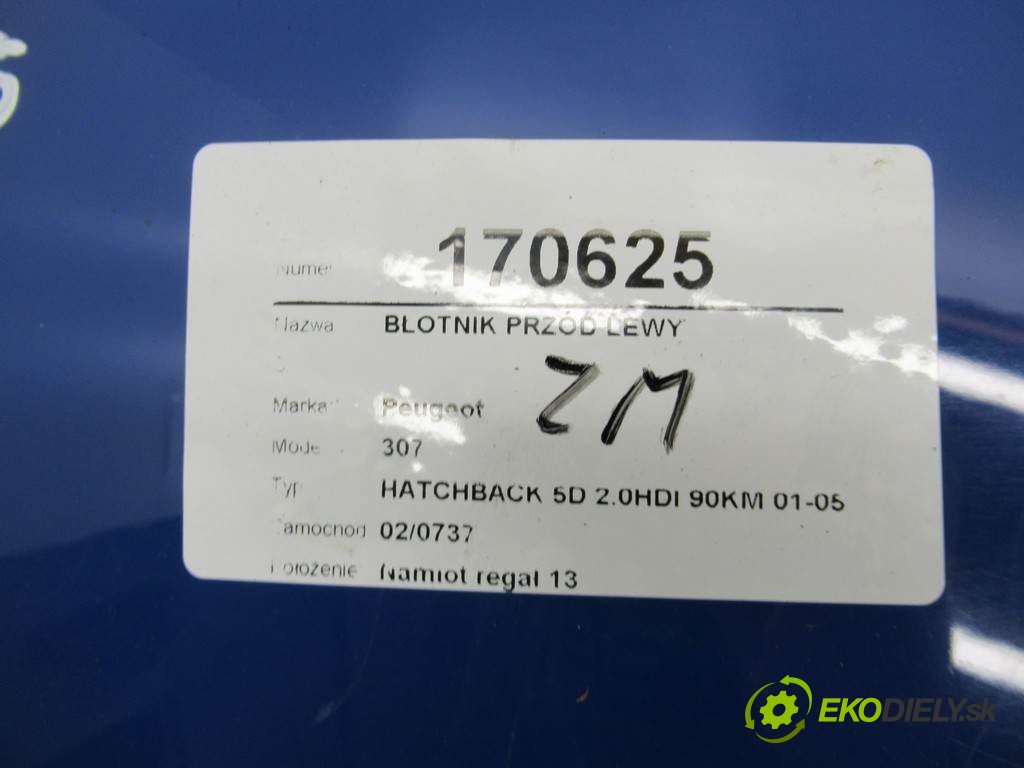 Numer 170625
Nazwa BŁOTNIK PRZÓD LEWY
ZM
Marka Peugeot
Model 307
Typ HATCHBACK 5D 2.0HDI 90KM 01-05
Samochód 02/0737
Położenie Namiot regał 13
EKODIELY.sk